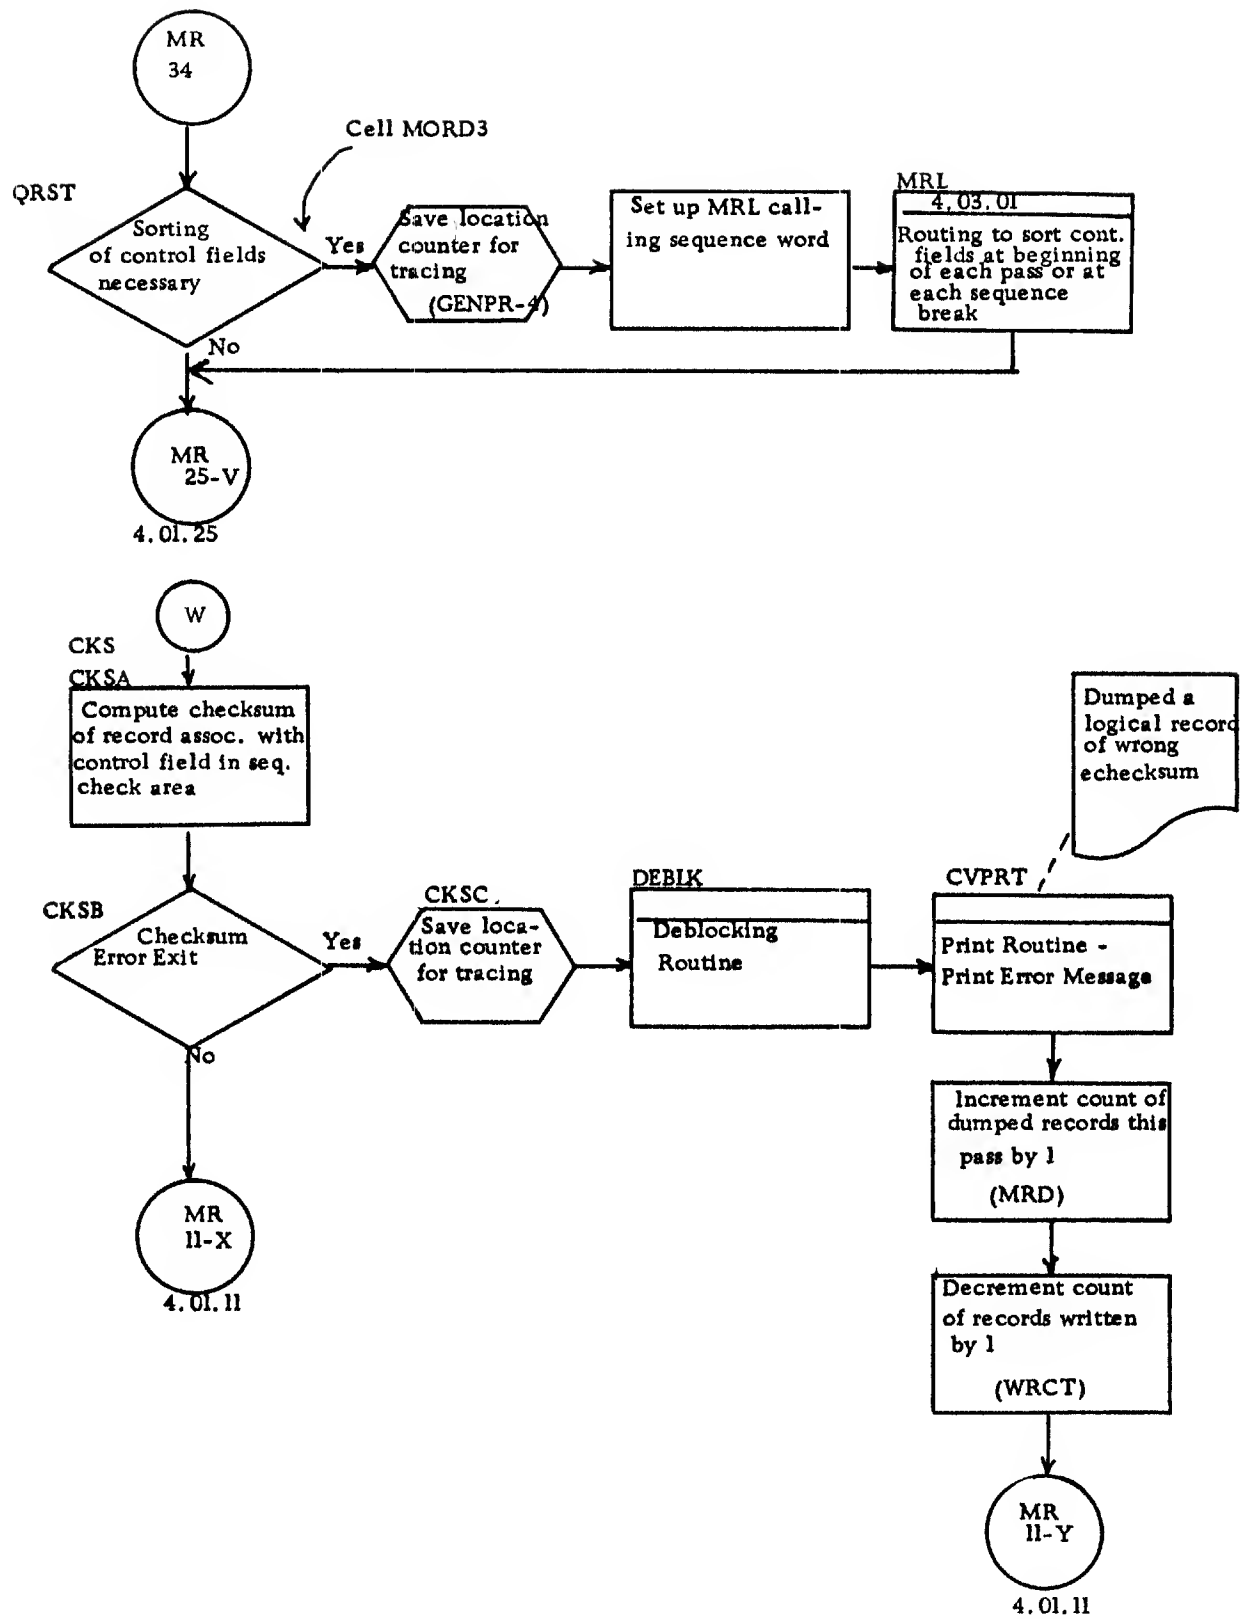 MR
34
Cell MORD3
QRST
Sorting
of control fields
necessary
Yes
No
Save location
counter for
tracing
(GENPR-4)
Set up MRL call-
ing sequence word
MRL
4.03.01
Routing to sort cont.
fields at beginning
of each pass or at
each sequence
break
MR
25-V
4.01.25
W
CKS
CKSA
Compute checksum
of record assoc. with
control field in seq.
check area
CKSB
Checksum
Error Exit
Yes
No
CKSC
Save loca-
tion counter
for tracing
DEBLK
Deblocking
Routine
CVPRT
Print Routine -
Print Error Message
Dumped a
logical record
of wrong
echecksum
Increment count of
dumped records this
pass by 1
(MRD)
Decrement count
of records written
by 1
(WRCT)
MR
11-X
4.01.11
MR
11-Y
4.01.11